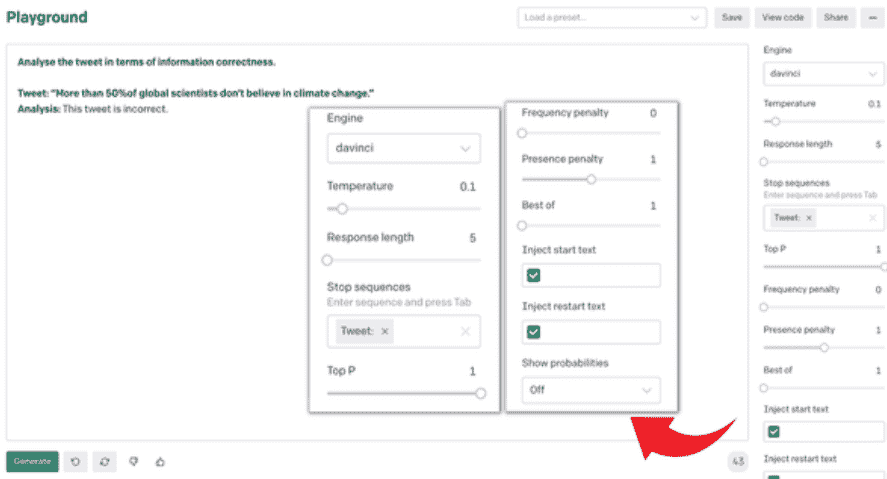 Playground
Load a preset...
Save
View code
Share
Analyse the tweet in terms of information correctness.
Tweet: "More than 50%of global scientists don't believe in climate change."
Analysis: This tweet is incorrect.
Engine
davinci
Temperature 0.1
Response length 5
Stop sequences
Enter sequence and press Tab
Tweet: ×
Top P 1
Frequency penalty 0
Presence penalty 1
Best of 1
Inject start text
Inject restart text
Show probabilities
Off
Engine
davinci
Temperature 0.1
Response length 5
Stop sequences
Enter sequence and press Tab
Tweet: ×
Top P 1
Frequency penalty 0
Presence penalty 1
Best of 1
Inject start text
Inject restart text
Generate
43